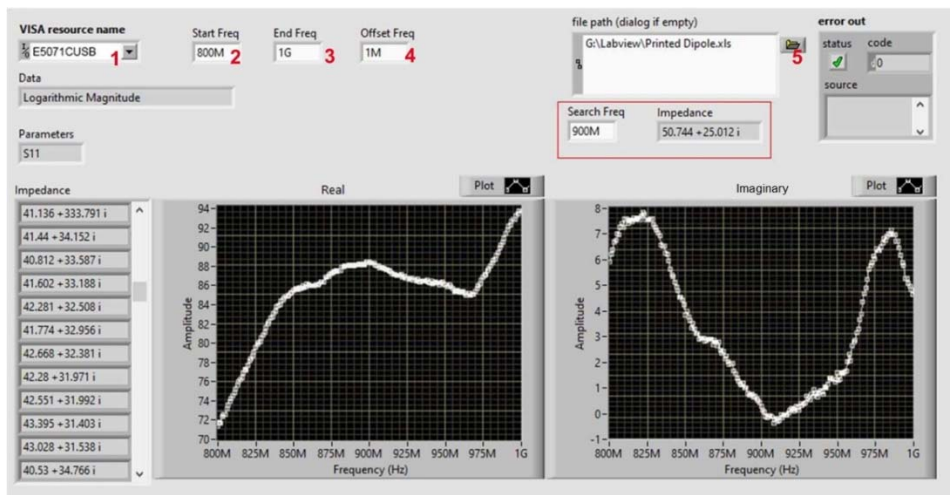 VISA resource name
E5071CUSB
1
Start Freq
800M
2
End Freq
1G
3
Offset Freq
1M
4
file path (dialog if empty)
G:\Labview\Printed Dipole.xls
5
error out
status
code
0
source
Data
Logarithmic Magnitude
Parameters
S11
Search Freq
900M
Impedance
50.744 +25.012 i
Impedance
41.136 +333.791 i
41.44 +34.152 i
40.812 +33.587 i
41.602 +33.188 i
42.281 +32.508 i
41.774 +32.956 i
42.668 +32.381 i
42.28 +31.971 i
42.551 +31.992 i
43.395 +31.403 i
43.028 +31.538 i
40.53 +34.766 i
Real
Plot
Amplitude
94
92
90
88
86
84
82
80
78
76
74
72
70
800M 825M 850M 875M 900M 925M 950M 975M 1G
Frequency (Hz)
Imaginary
Plot
Amplitude
8
7
6
5
4
3
2
1
0
-1
800M 825M 850M 875M 900M 925M 950M 975M 1G
Frequency (Hz)